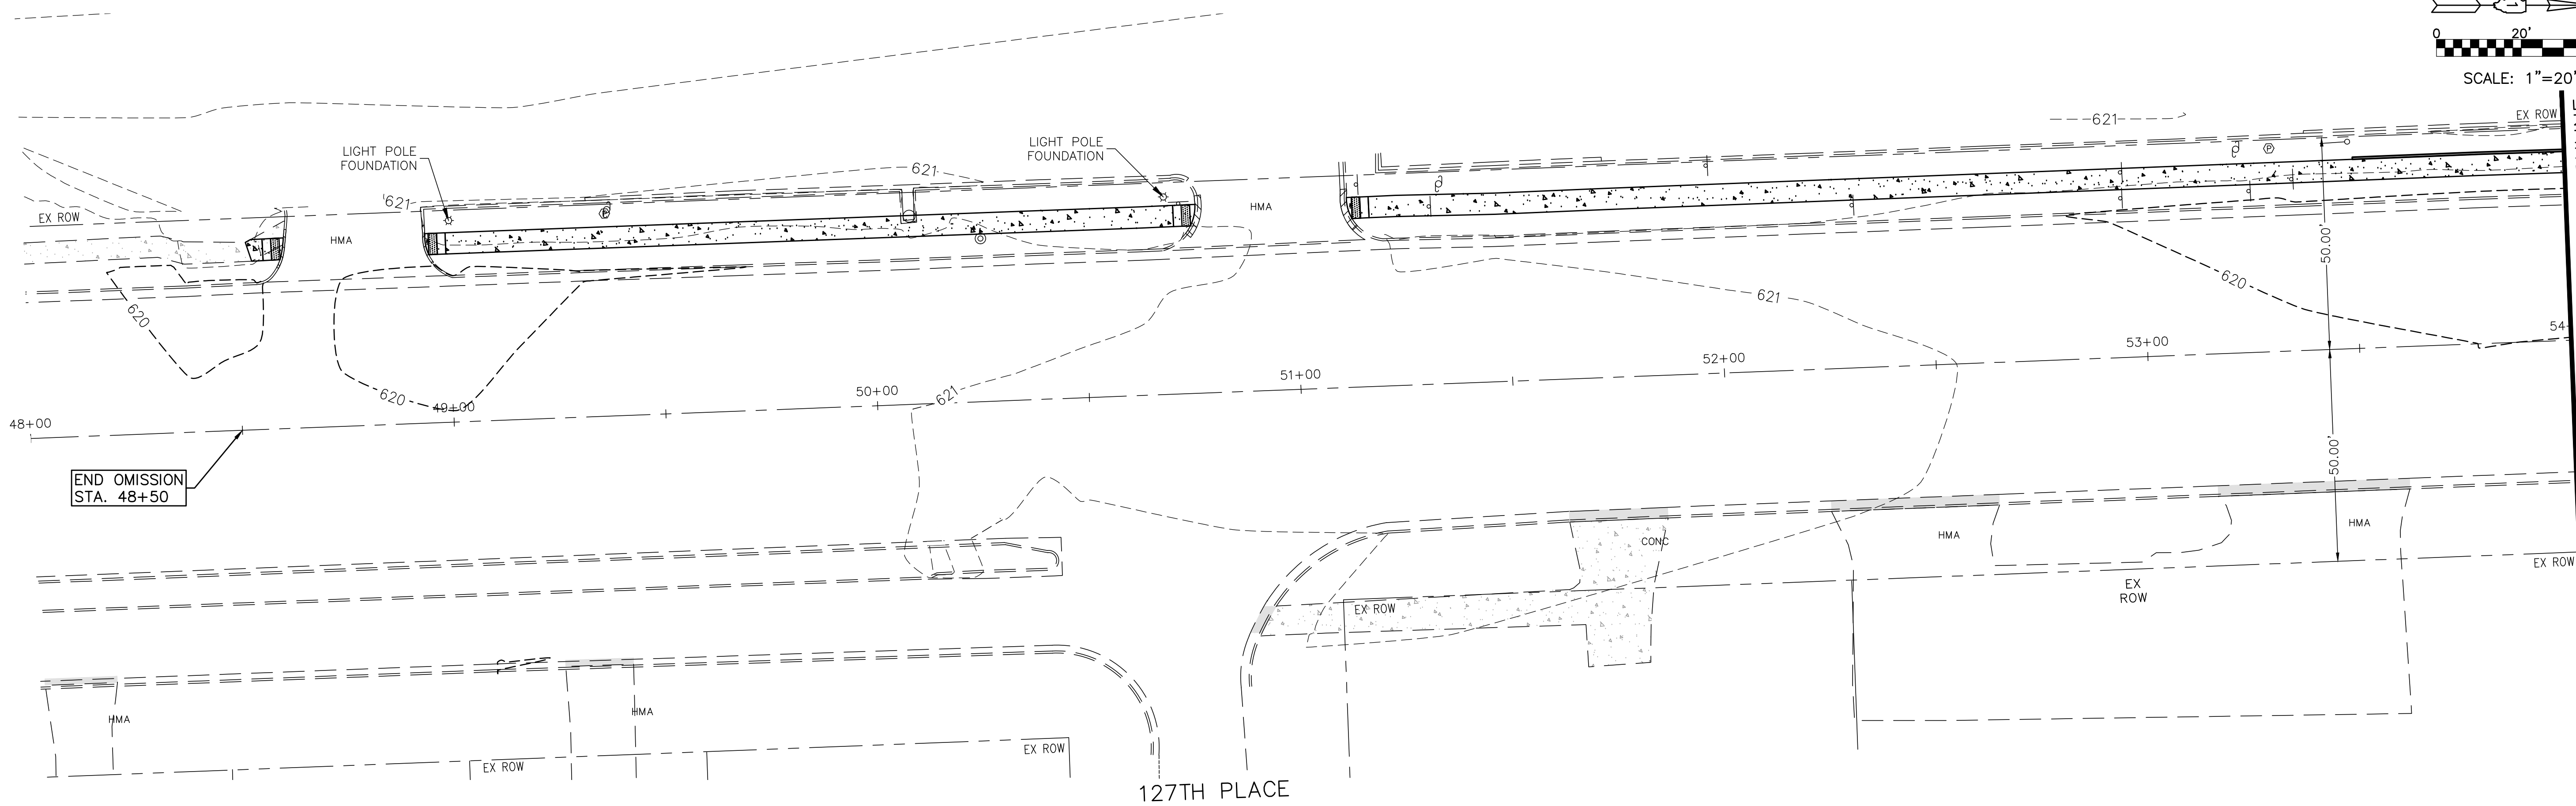 0 20'
SCALE: 1"=20'
EX ROW
621
LIGHT POLE
FOUNDATION
LIGHT POLE
FOUNDATION
621
621
P
P
EX ROW
HMA
HMA
50.00'
621
620
620
620
621
48+00
49+00
50+00
51+00
52+00
53+00
54
END OMISSION
STA. 48+50
50.00'
CONC
HMA
HMA
EX ROW
EX
ROW
EX ROW
HMA
HMA
EX ROW
EX ROW
127TH PLACE